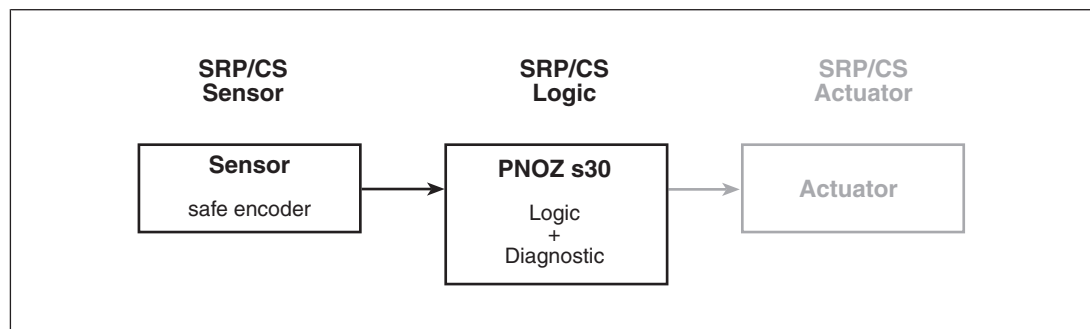 SRP/CS
Sensor
SRP/CS
Logic
SRP/CS
Actuator
Sensor
safe encoder
PNOZ s30
Logic
+
Diagnostic
Actuator